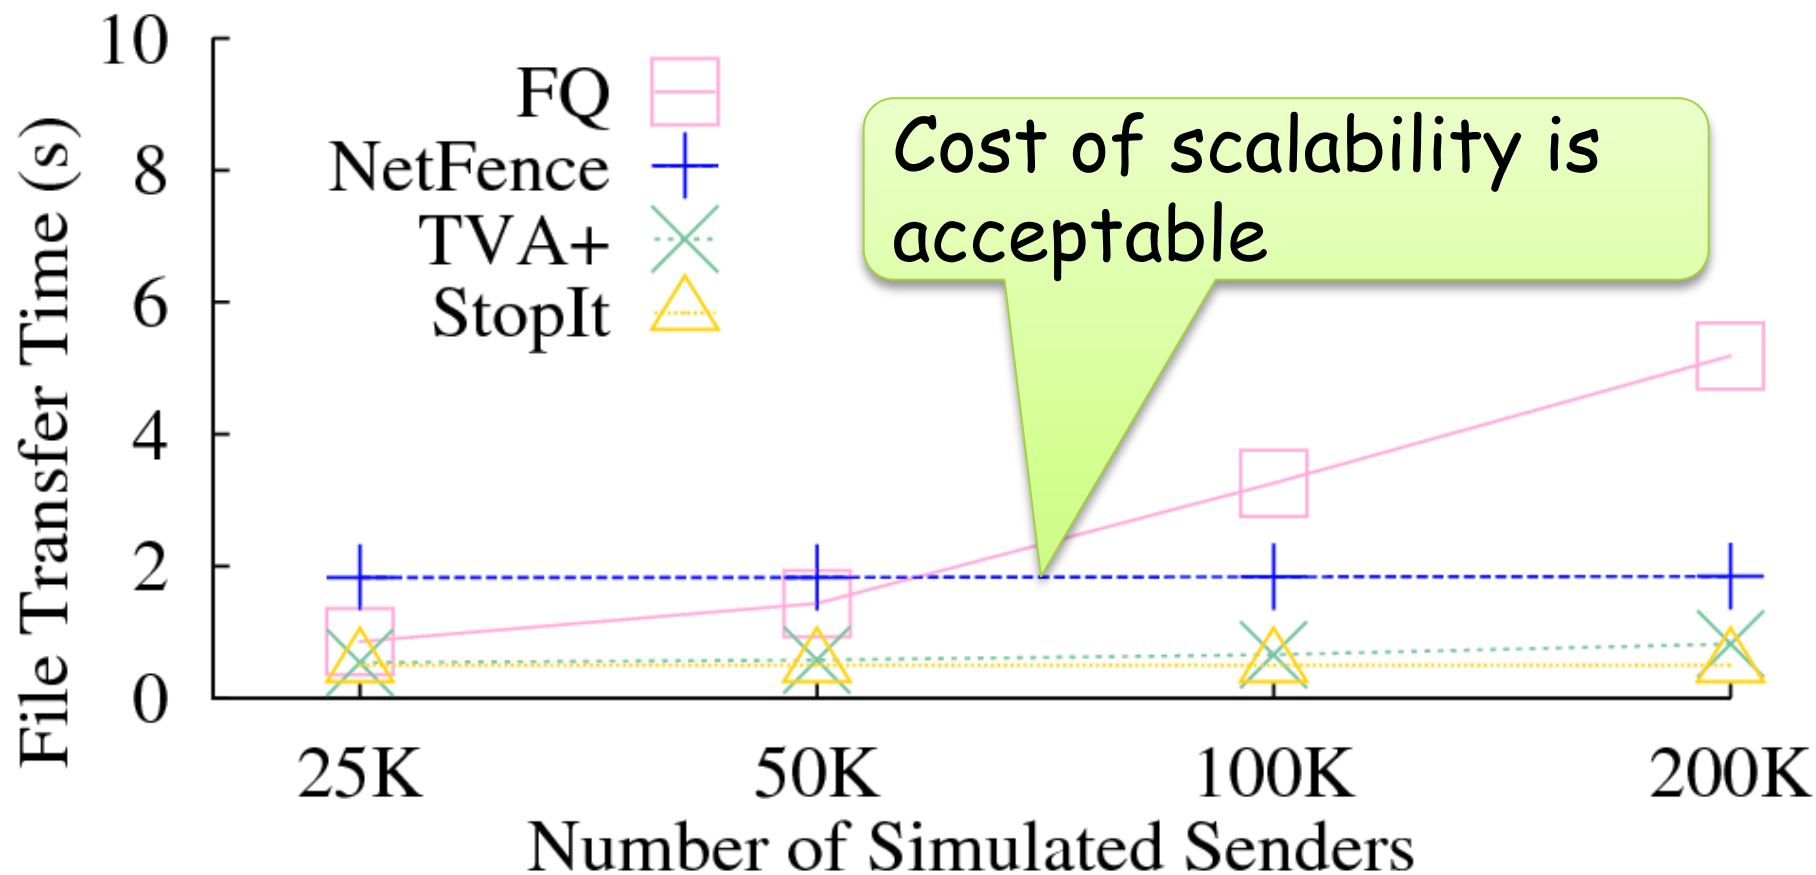 10
8
6
4
2
0
File Transfer Time (s)
FQ
NetFence
TVA+
StopIt
Cost of scalability is
acceptable
25K 50K 100K 200K
Number of Simulated Senders